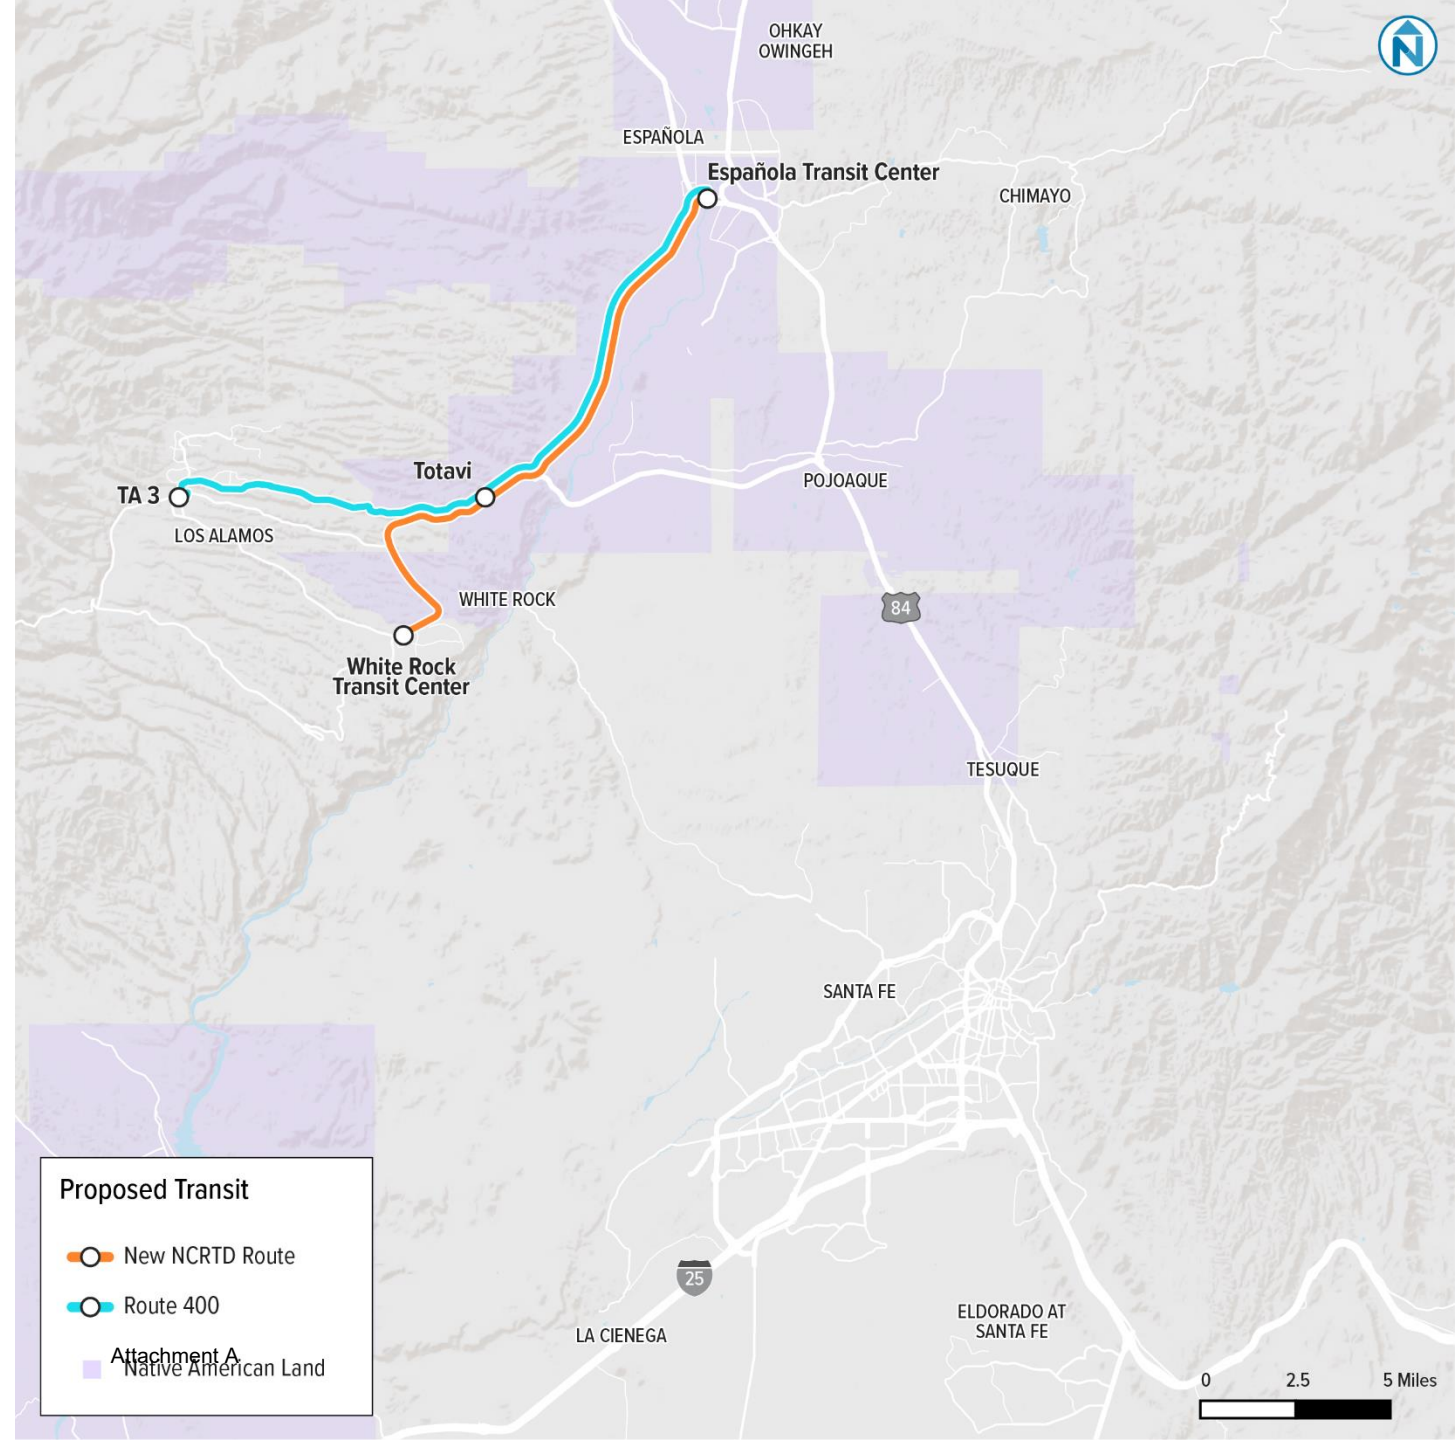 OHKAY
OWINGEH
N
ESPAÑOLA
Española Transit Center
CHIMAYO
Totavi
TA 3
POJOAQUE
LOS ALAMOS
WHITE ROCK
84
White Rock
Transit Center
TESUQUE
SANTA FE
Proposed Transit
New NCRTD Route
Route 400
Attachment A
Native American Land
25
LA CIENEGA
ELDORADO AT
SANTA FE
0 2.5 5 Miles